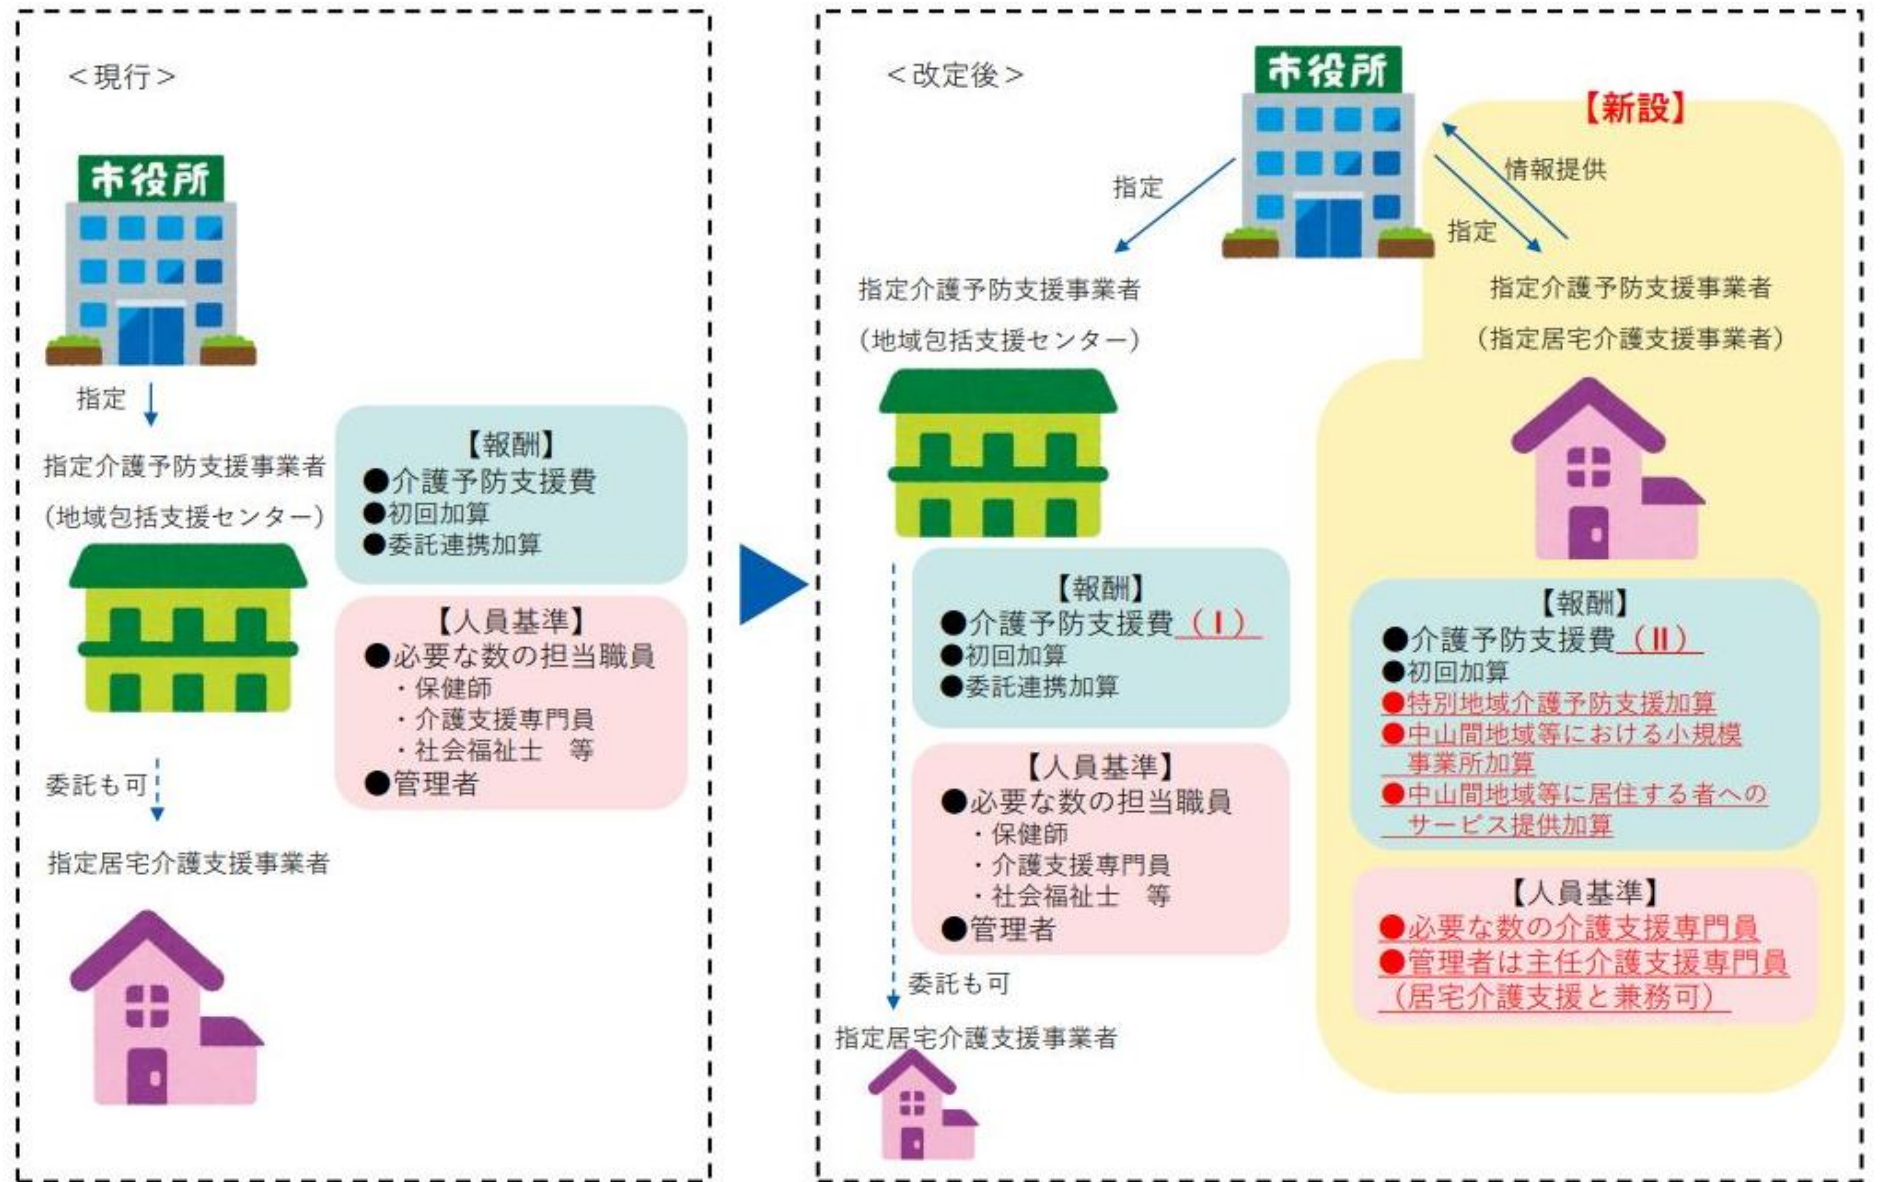 ＜現行＞
市役所
指定
指定介護予防支援事業者
（地域包括支援センター）
【報酬】
●介護予防支援費
●初回加算
●委託連携加算
【人員基準】
●必要な数の担当職員
・保健師
・介護支援専門員
・社会福祉士　等
●管理者
委託も可
指定居宅介護支援事業者
＜改定後＞
市役所
【新設】
指定
情報提供
指定
指定介護予防支援事業者
（地域包括支援センター）
【報酬】
●介護予防支援費（Ⅰ）
●初回加算
●委託連携加算
【人員基準】
●必要な数の担当職員
・保健師
・介護支援専門員
・社会福祉士　等
●管理者
委託も可
指定居宅介護支援事業者
指定介護予防支援事業者
（指定居宅介護支援事業者）
【報酬】
●介護予防支援費（Ⅱ）
●初回加算
●特別地域介護予防支援加算
●中山間地域等における小規模
事業所加算
●中山間地域等に居住する者への
サービス提供加算
【人員基準】
●必要な数の介護支援専門員
●管理者は主任介護支援専門員
（居宅介護支援と兼務可）